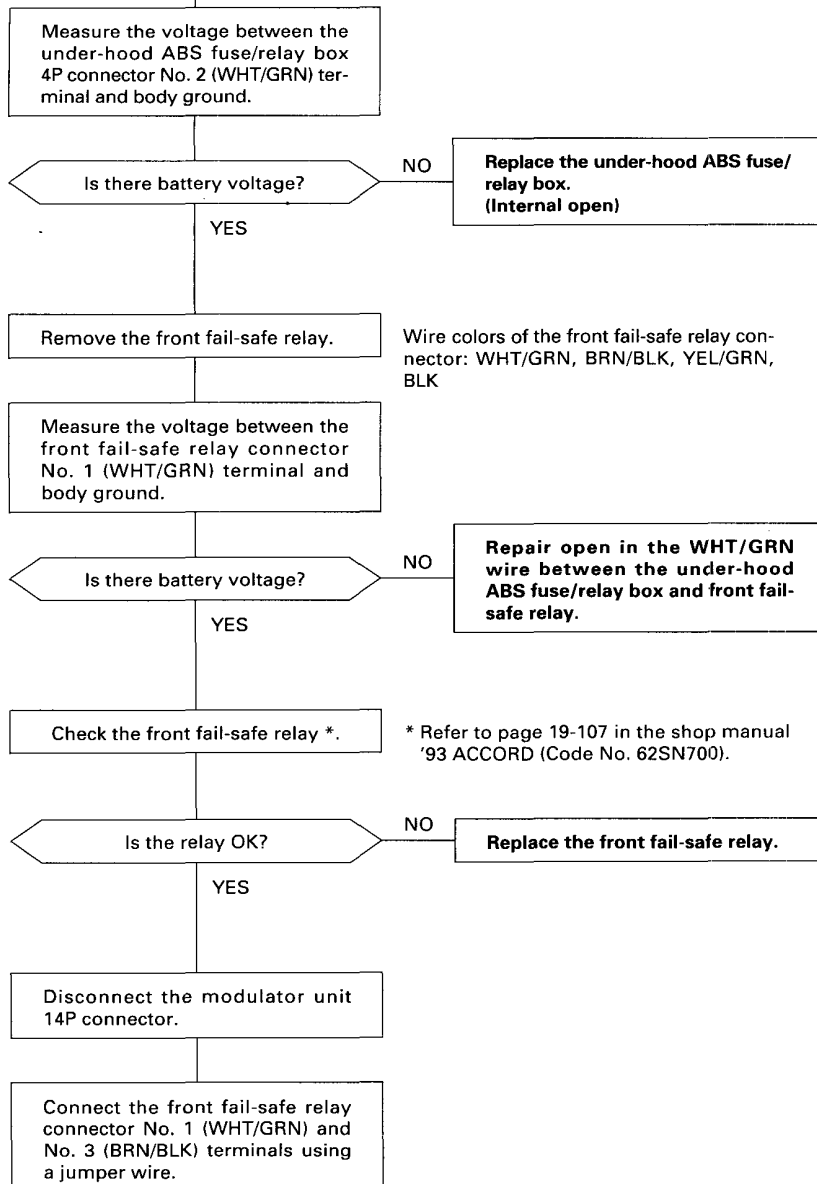 Measure the voltage between the
under-hood ABS fuse/relay box
4P connector No. 2 (WHT/GRN) ter-
minal and body ground.
Is there battery voltage?
NO
Replace the under-hood ABS fuse/
relay box.
(Internal open)
YES
Remove the front fail-safe relay.
Wire colors of the front fail-safe relay con-
nector: WHT/GRN, BRN/BLK, YEL/GRN,
BLK
Measure the voltage between the
front fail-safe relay connector
No. 1 (WHT/GRN) terminal and
body ground.
Is there battery voltage?
NO
Repair open in the WHT/GRN
wire between the under-hood
ABS fuse/relay box and front fail-
safe relay.
YES
Check the front fail-safe relay *.
* Refer to page 19-107 in the shop manual
'93 ACCORD (Code No. 62SN700).
Is the relay OK?
NO
Replace the front fail-safe relay.
YES
Disconnect the modulator unit
14P connector.
Connect the front fail-safe relay
connector No. 1 (WHT/GRN) and
No. 3 (BRN/BLK) terminals using
a jumper wire.